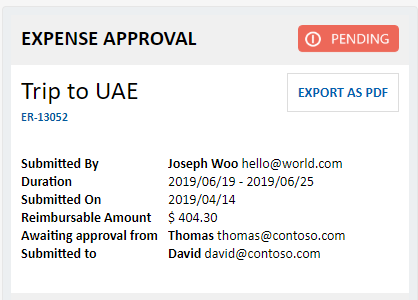 EXPENSE APPROVAL
PENDING
Trip to UAE
EXPORT AS PDF
ER-13052
Submitted By Joseph Woo hello@world.com
Duration 2019/06/19 - 2019/06/25
Submitted On 2019/04/14
Reimbursable Amount $ 404.30
Awaiting approval from Thomas thomas@contoso.com
Submitted to David david@contoso.com